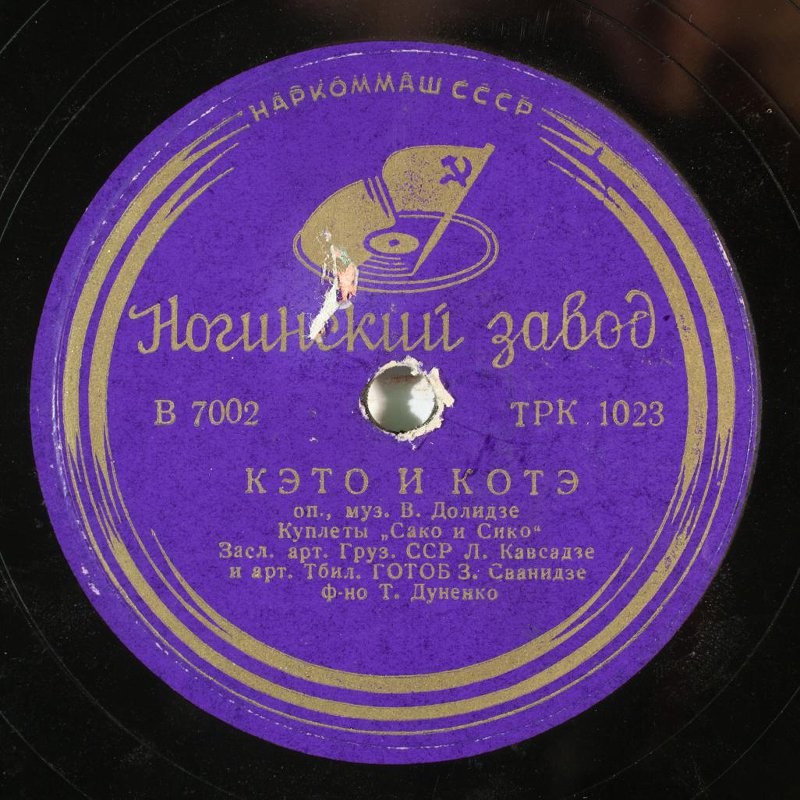 НАРКОММАШ СССР
Ногинский завод
В 7002 ТРК 1023
КЭТО И КОТЭ
оп., муз. В. Долидзе
Куплеты „Сако и Сико“
Засл. арт. Груз. ССР Л. Кавсадзе
и арт. Тбил. ГОТОБ З. Сванидзе
ф-но Т. Дуненко